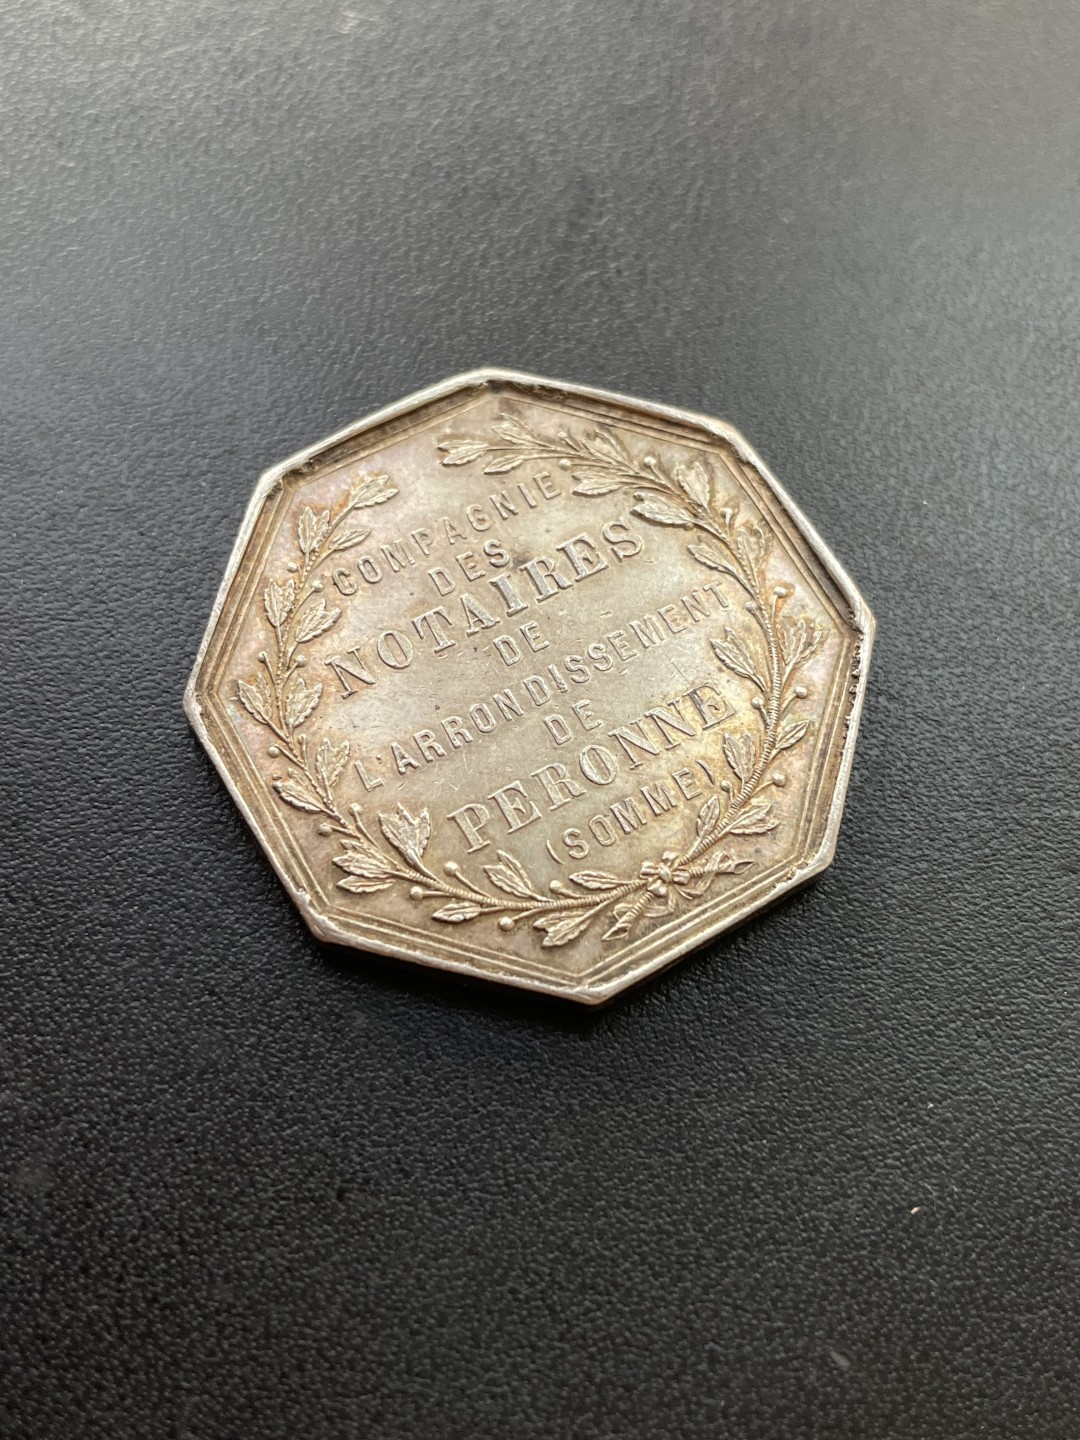 COMPAGNIE
DES
NOTAIRES
DE
L'ARRONDISSEMENT
DE
PERONNE
(SOMME)